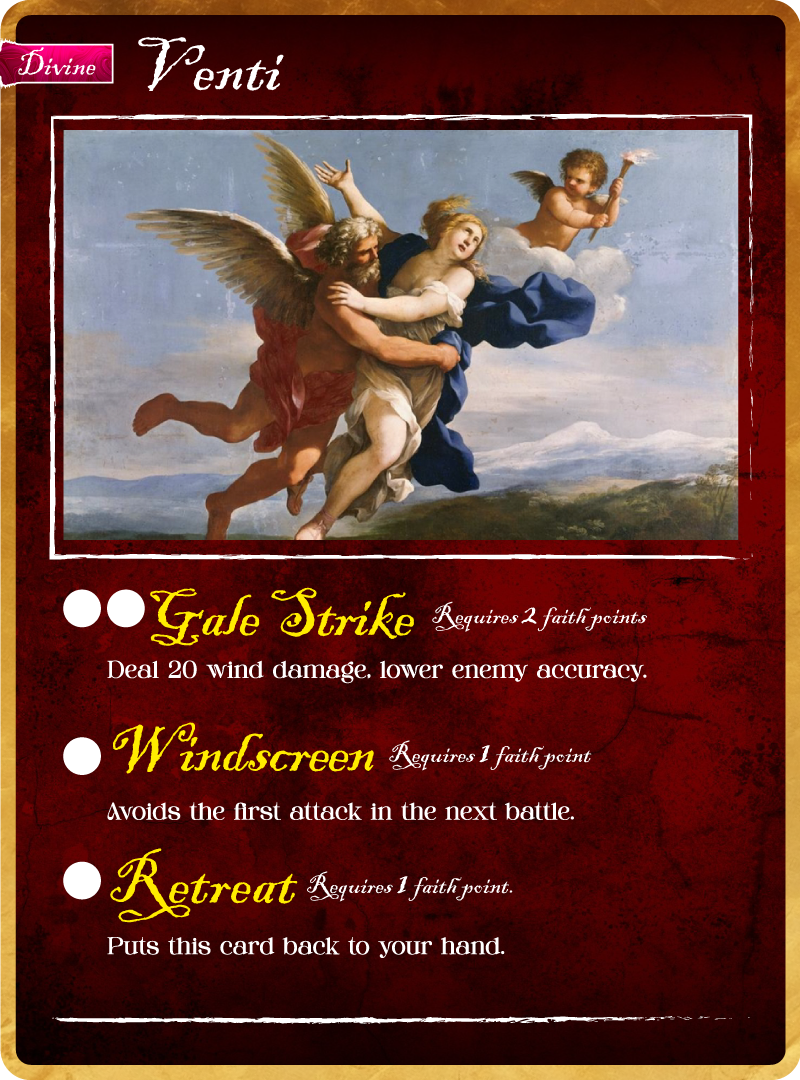 Divine
Venti
Gale Strike Requires 2 faith points
Deal 20 wind damage, lower enemy accuracy.
Windscreen Requires 1 faith point
Avoids the first attack in the next battle.
Retreat Requires 1 faith point.
Puts this card back to your hand.